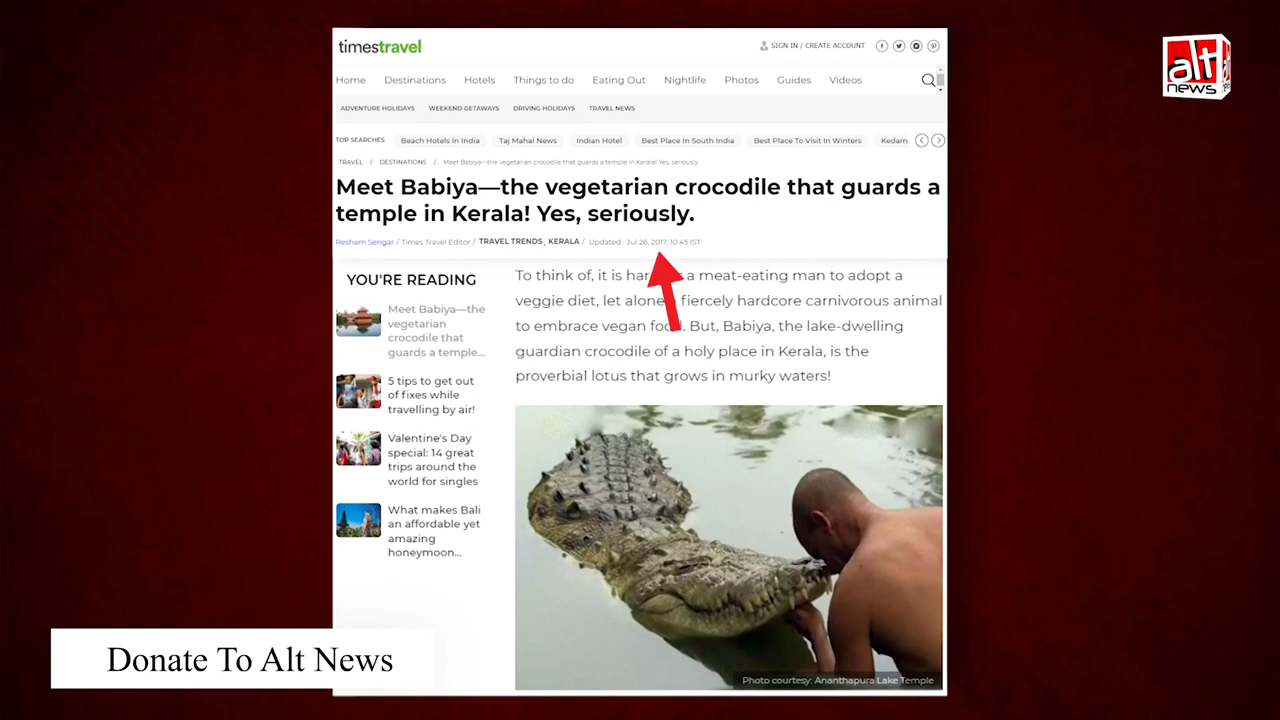 timestravel
SIGN IN / CREATE ACCOUNT
alt
news
Home Destinations Hotels Things to do Eating Out Nightlife Photos Guides Videos
ADVENTURE HOLIDAYS WEEKEND GETAWAYS DRIVING HOLIDAYS TRAVEL NEWS
TOP SEARCHES Beach Hotels In India Taj Mahal News Indian Hotel Best Place In South India Best Place To Visit In Winters Kedarn
TRAVEL / DESTINATIONS / Meet Babiya—the vegetarian crocodile that guards a temple in Kerala! Yes, seriously.
Meet Babiya—the vegetarian crocodile that guards a
temple in Kerala! Yes, seriously.
Resham Sengar / Times Travel Editor / TRAVEL TRENDS, KERALA / Updated : Jul 26, 2017, 10:45 IST
YOU'RE READING
Meet Babiya—the
vegetarian
crocodile that
guards a temple...
5 tips to get out
of fixes while
travelling by air!
Valentine's Day
special: 14 great
trips around the
world for singles
What makes Bali
an affordable yet
amazing
honeymoon...
To think of, it is a meat-eating man to adopt a
veggie diet, let alone fiercely hardcore carnivorous animal
to embrace vegan food. But, Babiya, the lake-dwelling
guardian crocodile of a holy place in Kerala, is the
proverbial lotus that grows in murky waters!
Photo courtesy: Ananthapura Lake Temple
Donate To Alt News